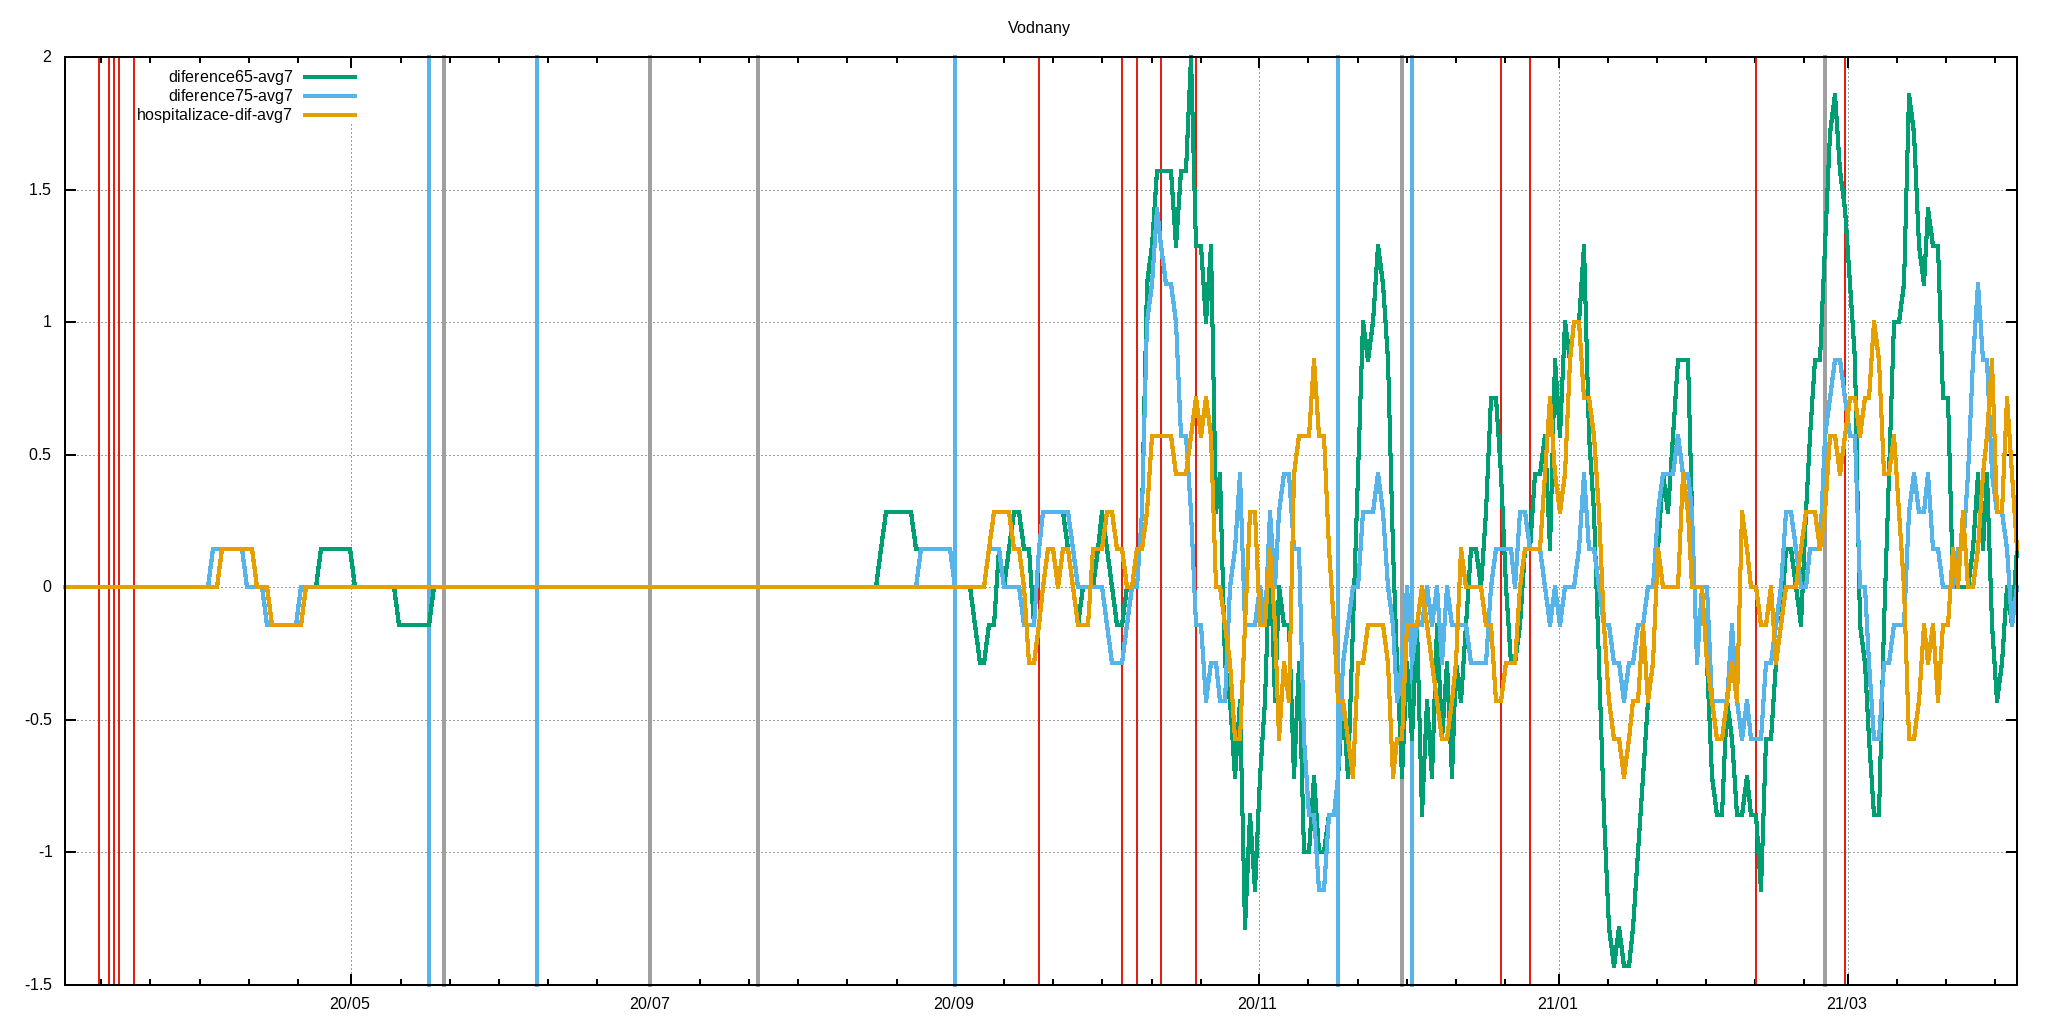 Vodnany
diference65-avg7
diference75-avg7
hospitalizace-dif-avg7
2
1.5
1
0.5
0
-0.5
-1
-1.5
20/05 20/07 20/09 20/11 21/01 21/03